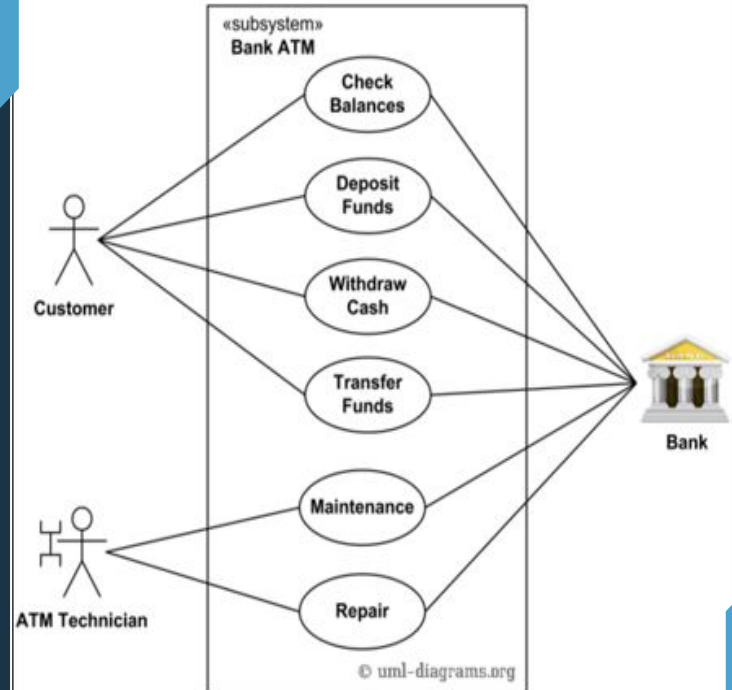 «subsystem»
Bank ATM
Check
Balances
Deposit
Funds
Withdraw
Cash
Customer
Transfer
Funds
Bank
Maintenance
ATM Technician
Repair
© uml-diagrams.org